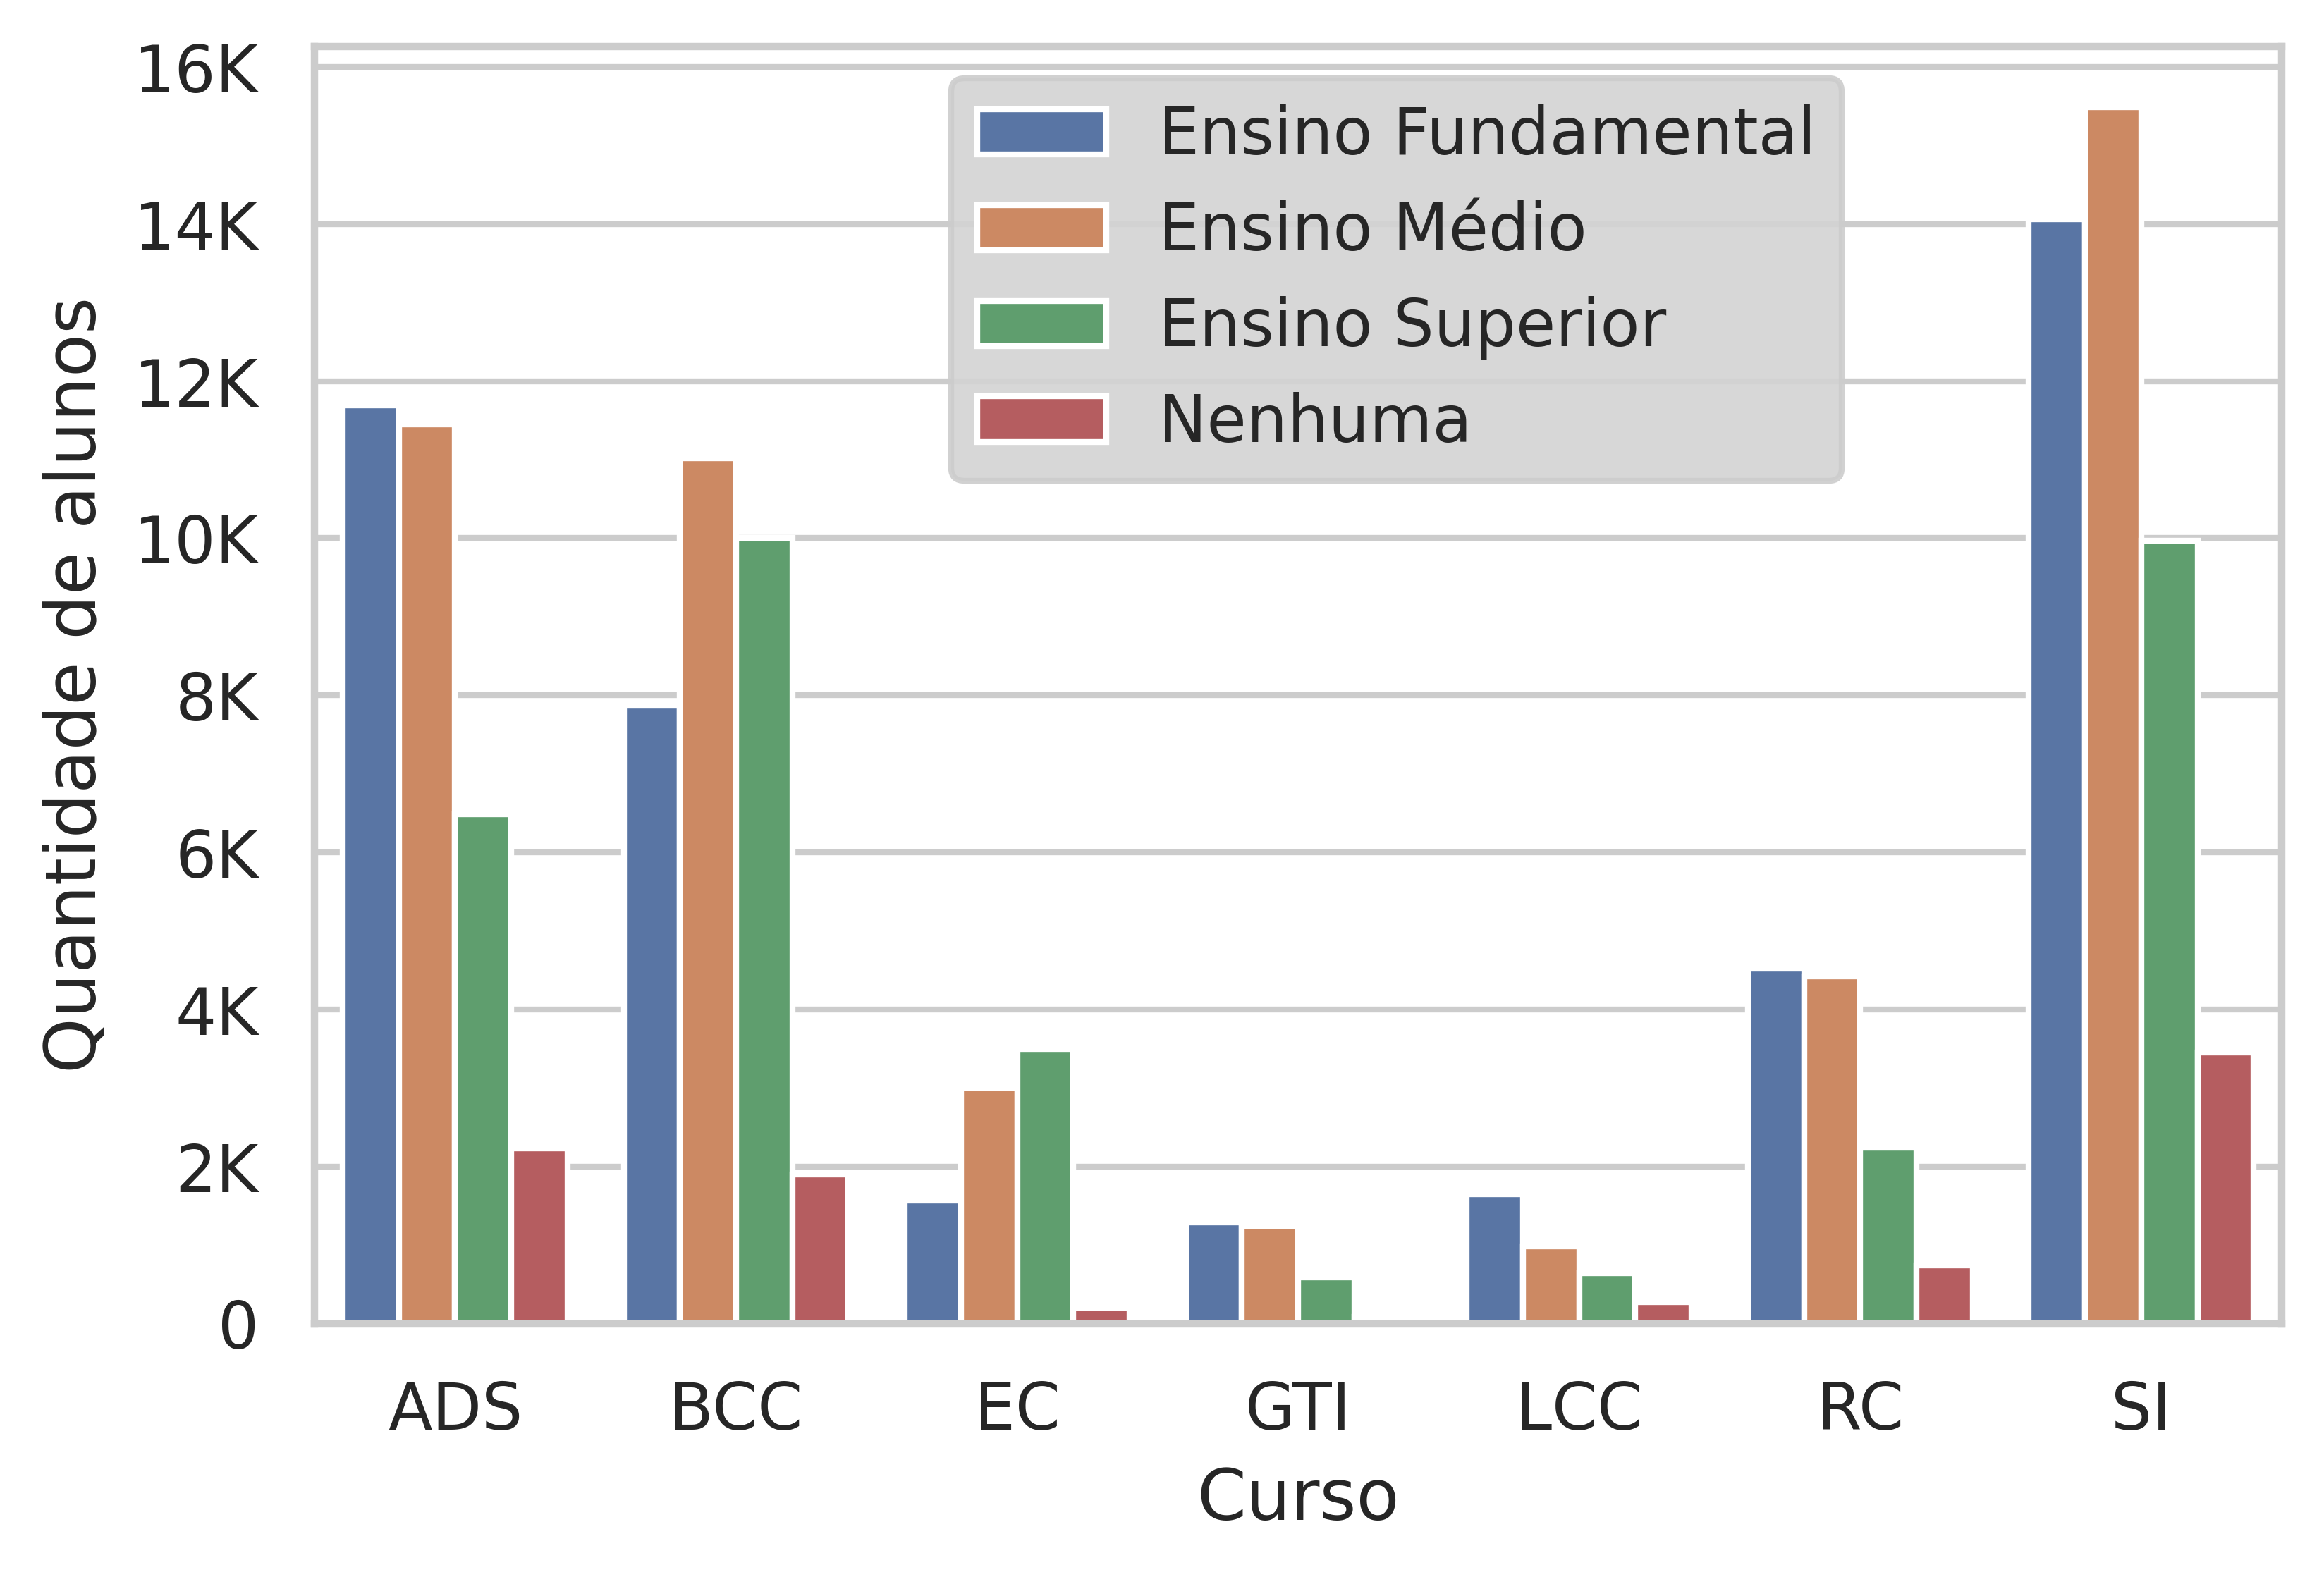 16K
14K
12K
10K
8K
6K
4K
2K
0
Quantidade de alunos
Ensino Fundamental
Ensino Médio
Ensino Superior
Nenhuma
ADS BCC EC GTI LCC RC SI
Curso